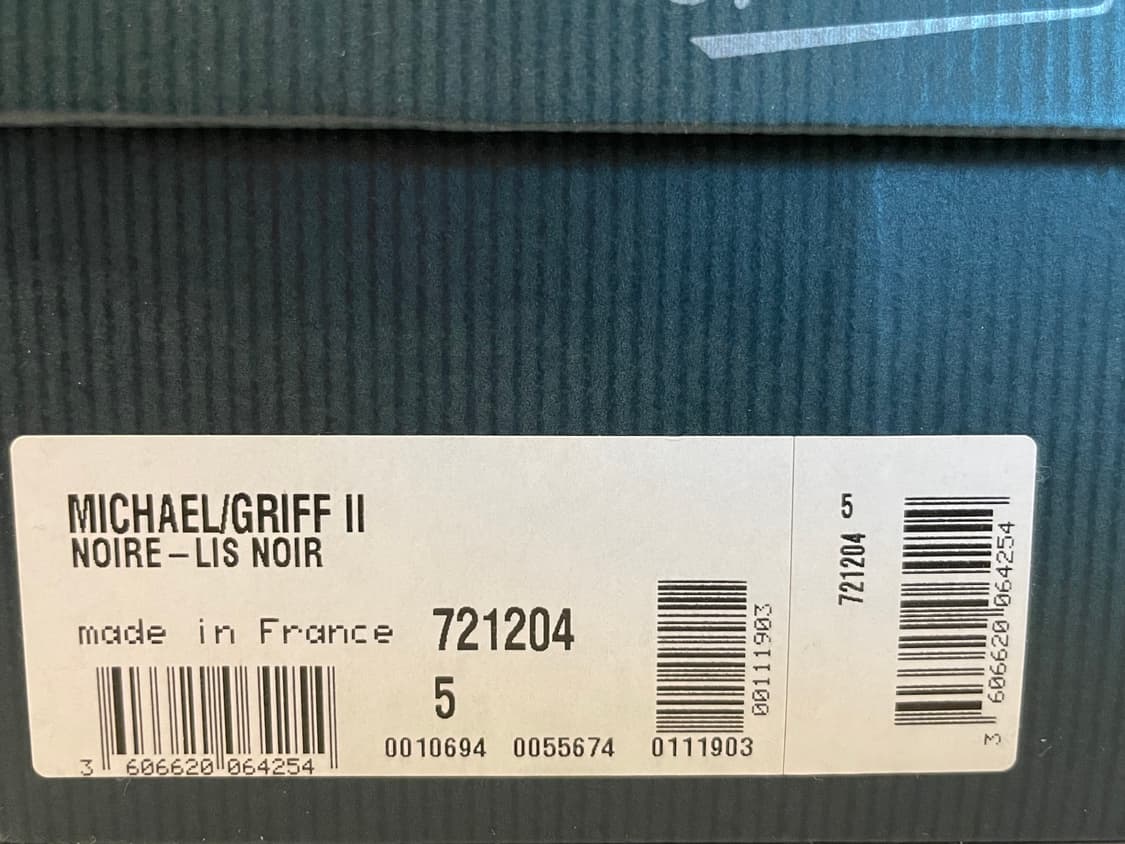 MICHAEL/GRIFF II
NOIRE–LIS NOIR
made in France 721204
5
0010694 0055674 0111903
3 606620 064254
00111903
5
721204
3 606620 064254